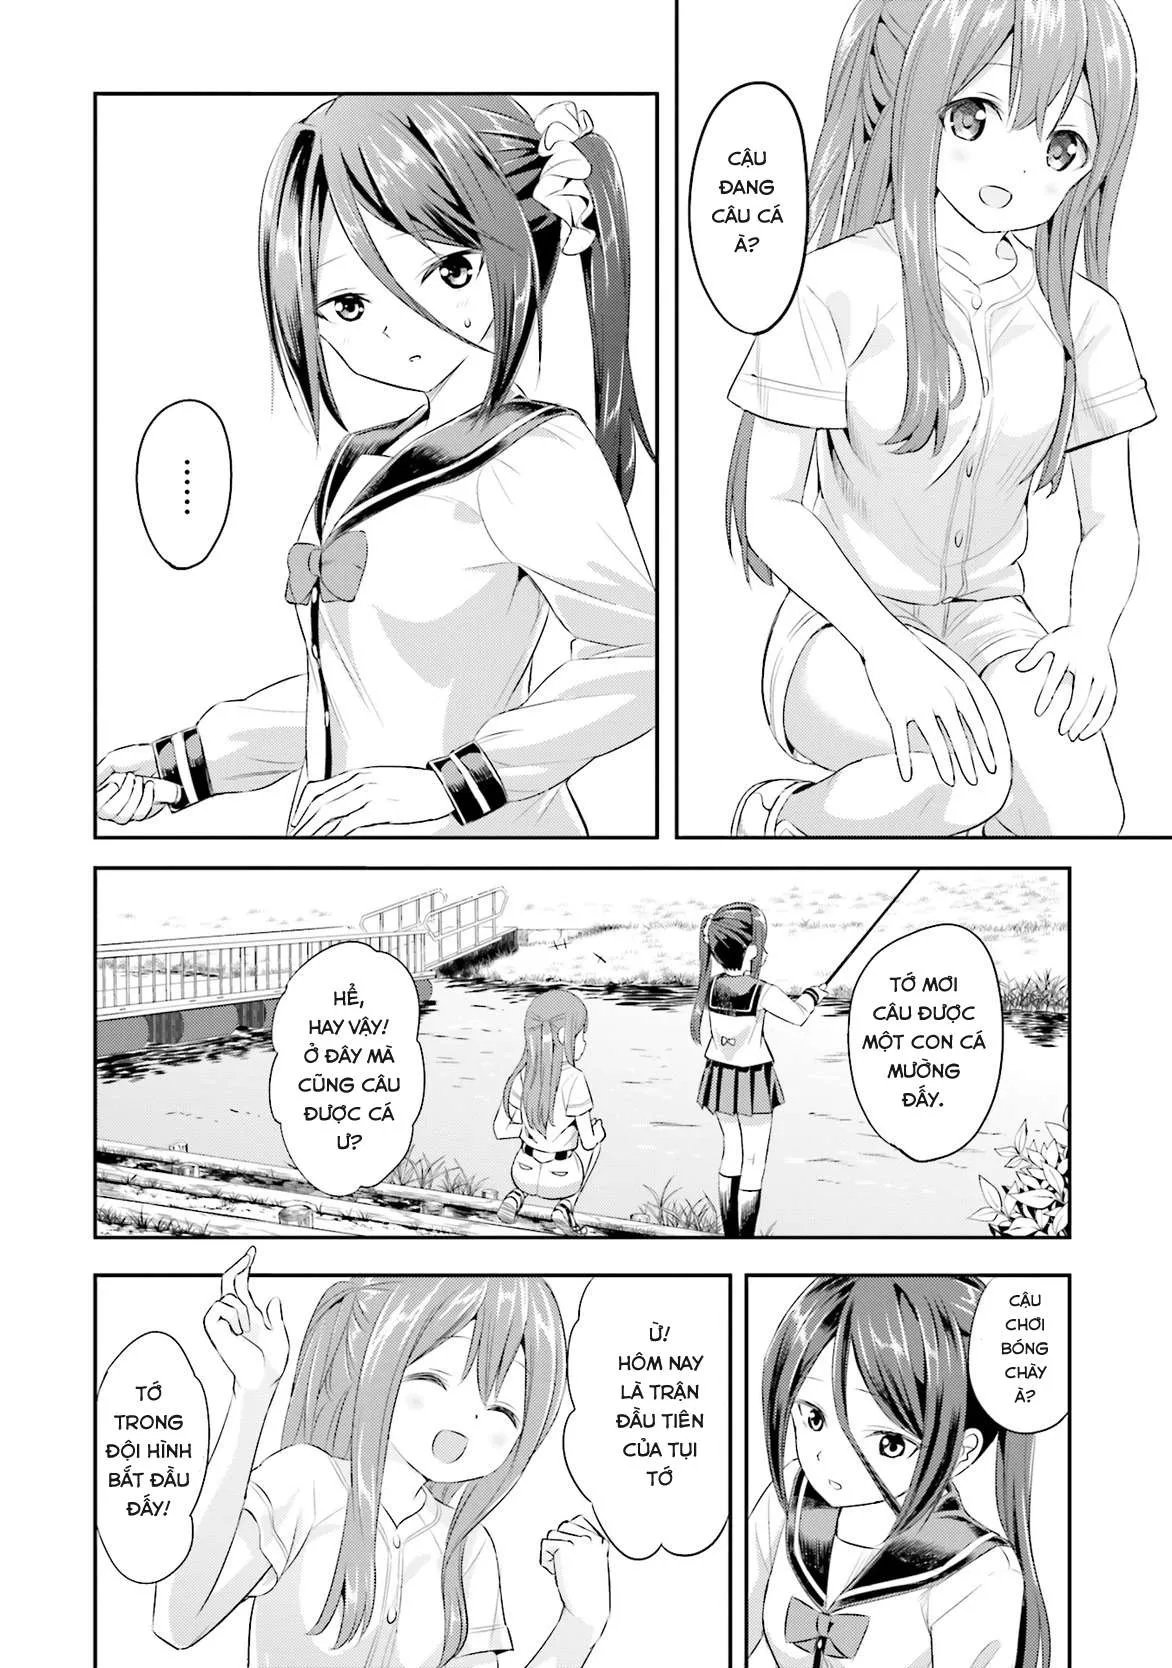 CẬU
ĐANG
CÂU CÁ
À?
......
TỚ MƠI
CÂU ĐƯỢC
MỘT CON CÁ
MƯỜNG
ĐẤY.
HỂ,
HAY VẬY!
Ở ĐÂY MÀ
CŨNG CÂU
ĐƯỢC CÁ
Ư?
CẬU
CHƠI
BÓNG
CHÀY
À?
Ừ!
HÔM NAY
LÀ TRẬN
ĐẦU TIÊN
CỦA TỤI
TỚ
TỚ
TRONG
ĐỘI HÌNH
BẮT ĐẦU
ĐẤY!